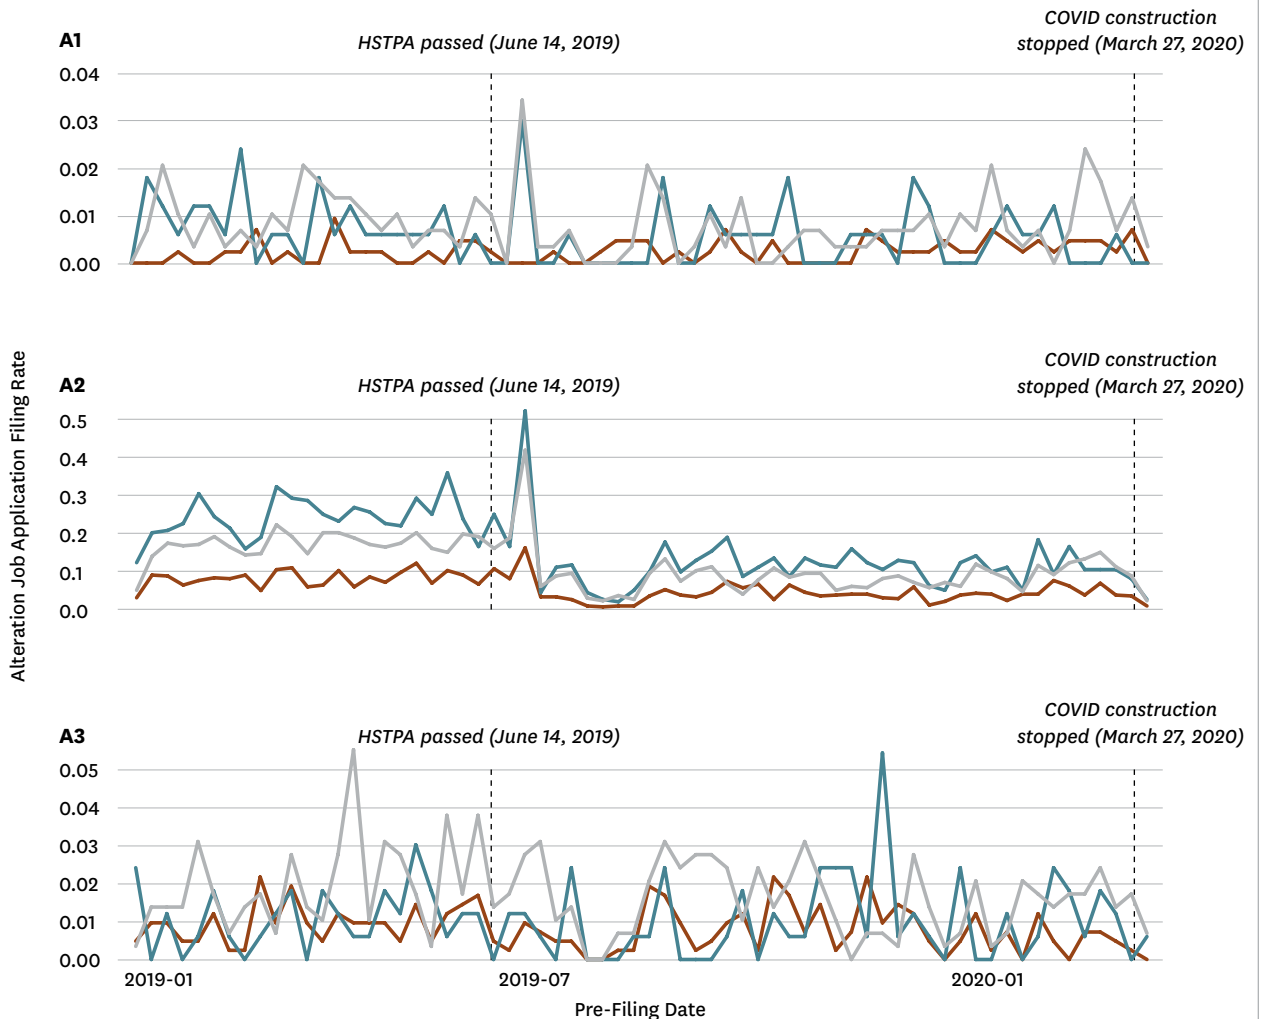 COVID construction
A1
HSTPA passed (June 14, 2019)
stopped (March 27, 2020)
0.04
0.03
0.02
0.01
0.00
COVID construction
A2
HSTPA passed (June 14, 2019)
stopped (March 27, 2020)
0.5
0.4
0.3
0.2
0.1
0.0
Alteration Job Application Filing Rate
COVID construction
A3
HSTPA passed (June 14, 2019)
stopped (March 27, 2020)
0.05
0.04
0.03
0.02
0.01
0.00
2019-01
2019-07
2020-01
Pre-Filing Date